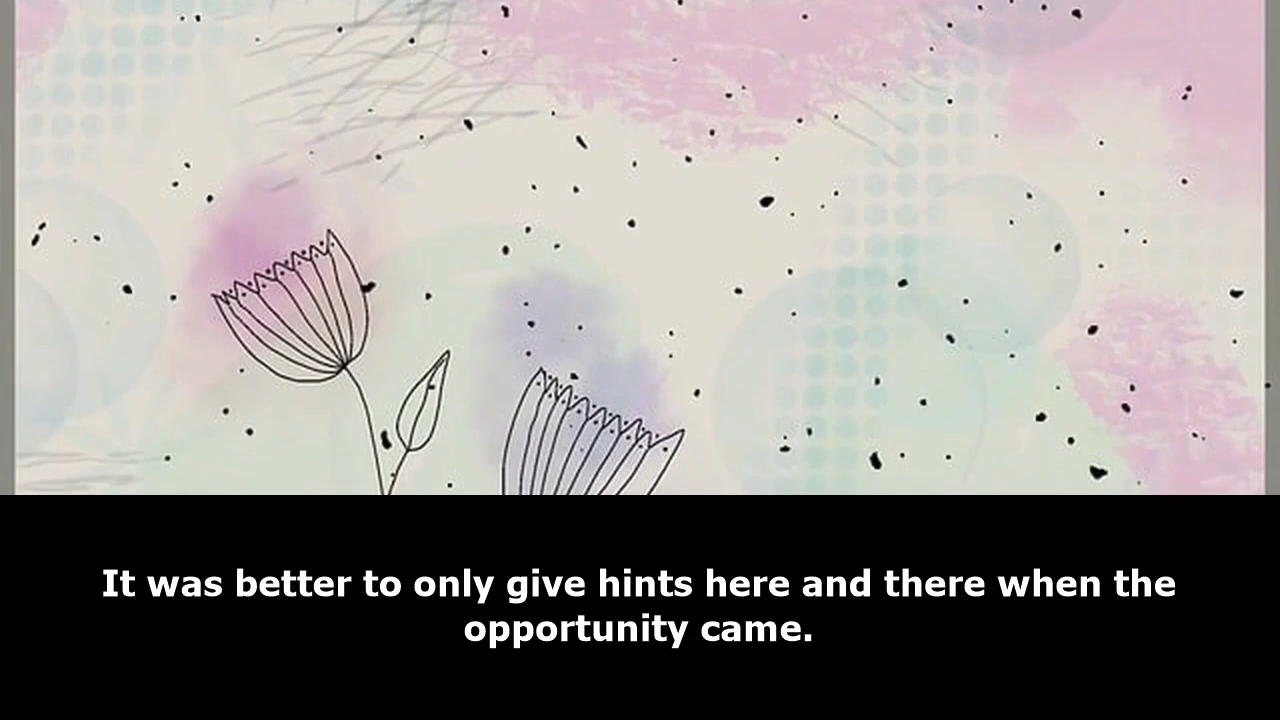 It was better to only give hints here and there when the
opportunity came.